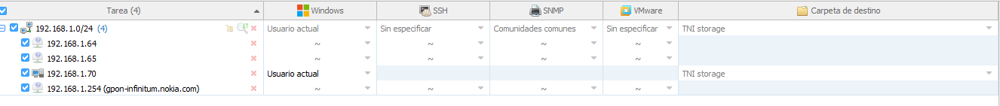 Tarea (4) Windows SSH SNMP VMware Carpeta de destino
192.168.1.0/24 (4) Usuario actual Sin especificar Comunidades comunes Sin especificar TNI storage
192.168.1.64 ~ ~ ~ ~
192.168.1.65 ~ ~ ~ ~
192.168.1.70 Usuario actual TNI storage
192.168.1.254 (gpon-infinitum.nokia.com) ~ ~ ~ ~